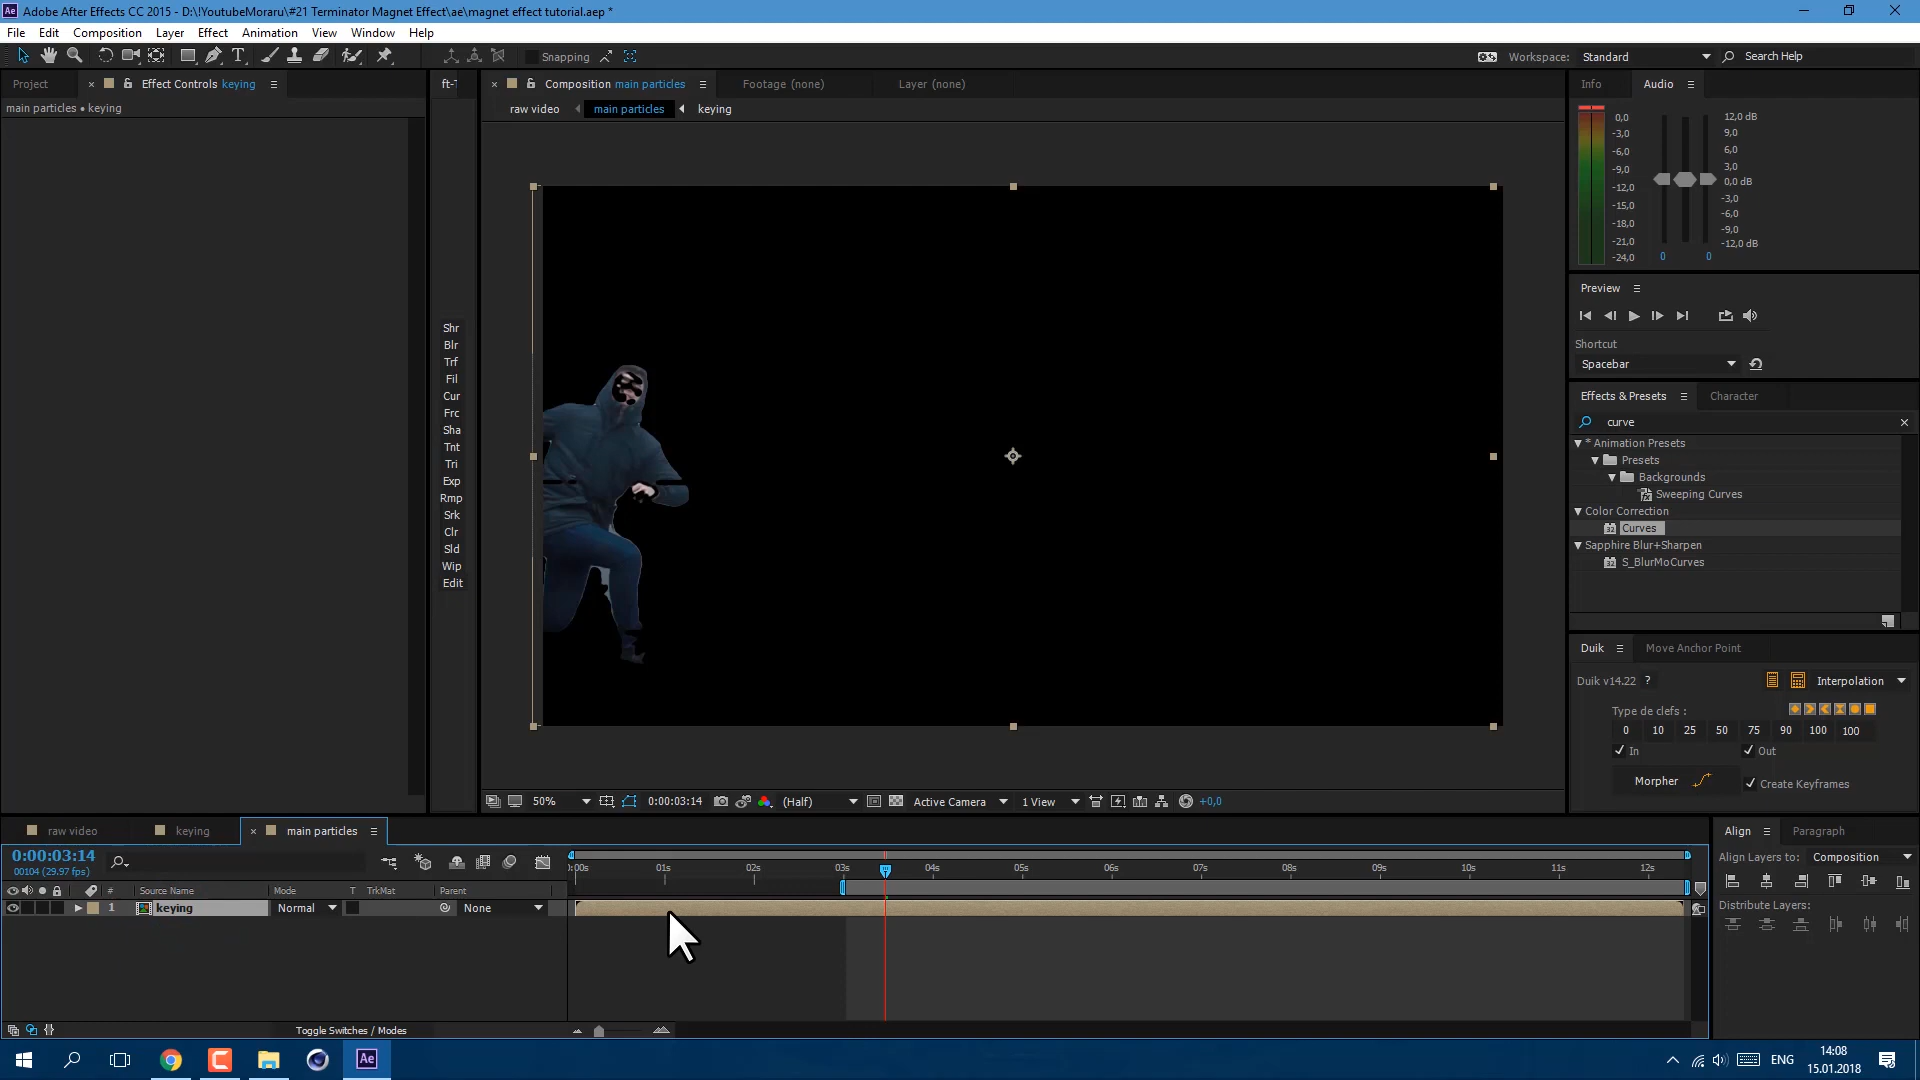 Adobe After Effects CC 2015 - D:\!YoutubeMoraru\#21 Terminator Magnet Effect\ae\magnet effect tutorial.aep *
File Edit Composition Layer Effect Animation View Window Help
Snapping
Workspace: Standard Search Help
Project Effect Controls keying
main particles • keying
Composition main particles Footage (none) Layer (none)
raw video main particles keying
Shr
Blr
Trf
Fil
Cur
Frc
Sha
Tnt
Tri
Exp
Rmp
Srk
Clr
Sld
Wip
Edit
50% 0:00:03:14 (Half) Active Camera 1 View +0,0
Info Audio
0,0
-3,0
-6,0
-9,0
-12,0
-15,0
-18,0
-21,0
-24,0
12,0 dB
9,0
6,0
3,0
0,0 dB
-3,0
-6,0
-9,0
-12,0 dB
0 0
Preview
Shortcut
Spacebar
Effects & Presets Character
curve
* Animation Presets
Presets
Backgrounds
Sweeping Curves
Color Correction
Curves
Sapphire Blur+Sharpen
S_BlurMoCurves
Duik Move Anchor Point
Duik v14.22 ? Interpolation
Type de clefs :
0 10 25 50 75 90 100 100
In Out
Morpher Create Keyframes
raw video keying main particles
0:00:03:14
00104 (29.97 fps)
# Source Name Mode T TrkMat Parent
1 keying Normal None
:00s 01s 02s 03s 04s 05s 06s 07s 08s 09s 10s 11s 12s
Toggle Switches / Modes
Align Paragraph
Align Layers to: Composition
Distribute Layers:
ENG
14:08
15.01.2018